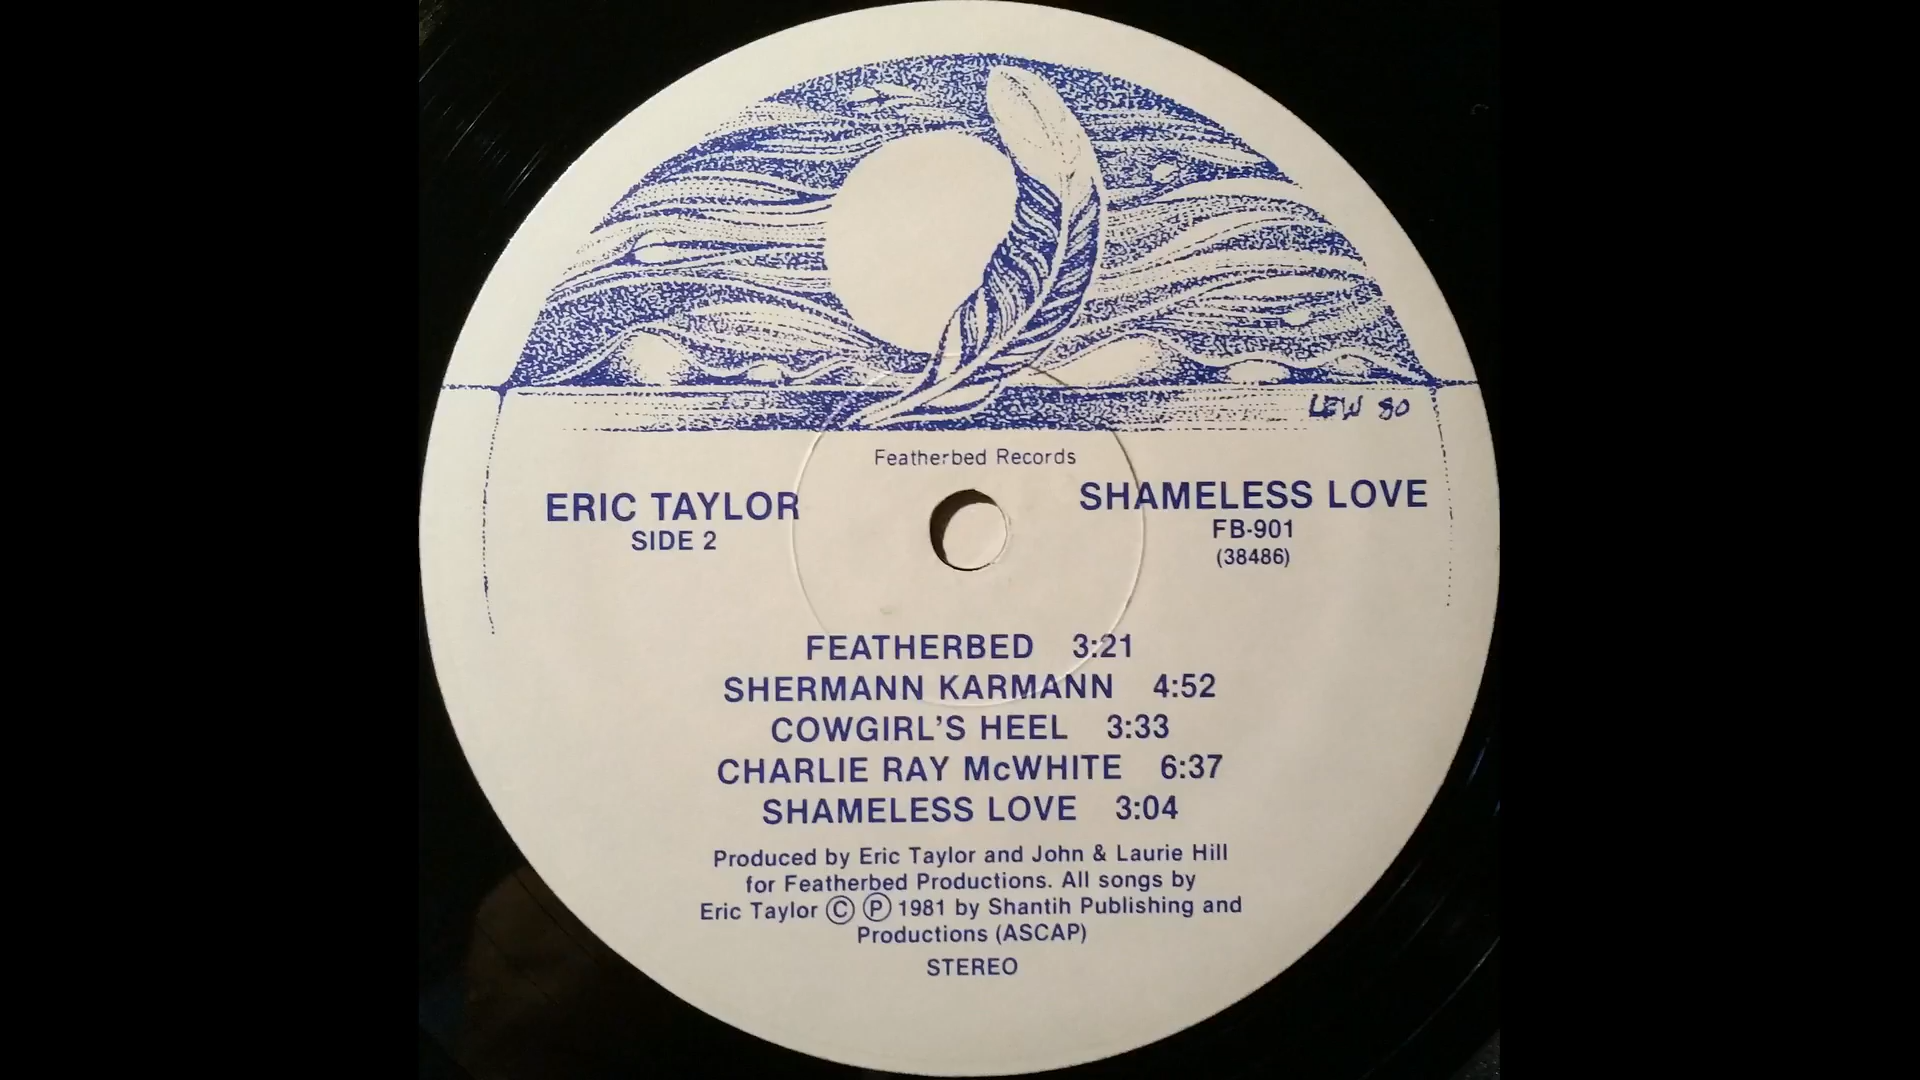 LEW 80
Featherbed Records
ERIC TAYLOR
SIDE 2
SHAMELESS LOVE
FB-901
(38486)
FEATHERBED 3:21
SHERMANN KARMANN 4:52
COWGIRL'S HEEL 3:33
CHARLIE RAY McWHITE 6:37
SHAMELESS LOVE 3:04
Produced by Eric Taylor and John & Laurie Hill
for Featherbed Productions. All songs by
Eric Taylor Ⓒ Ⓟ 1981 by Shantih Publishing and
Productions (ASCAP)
STEREO